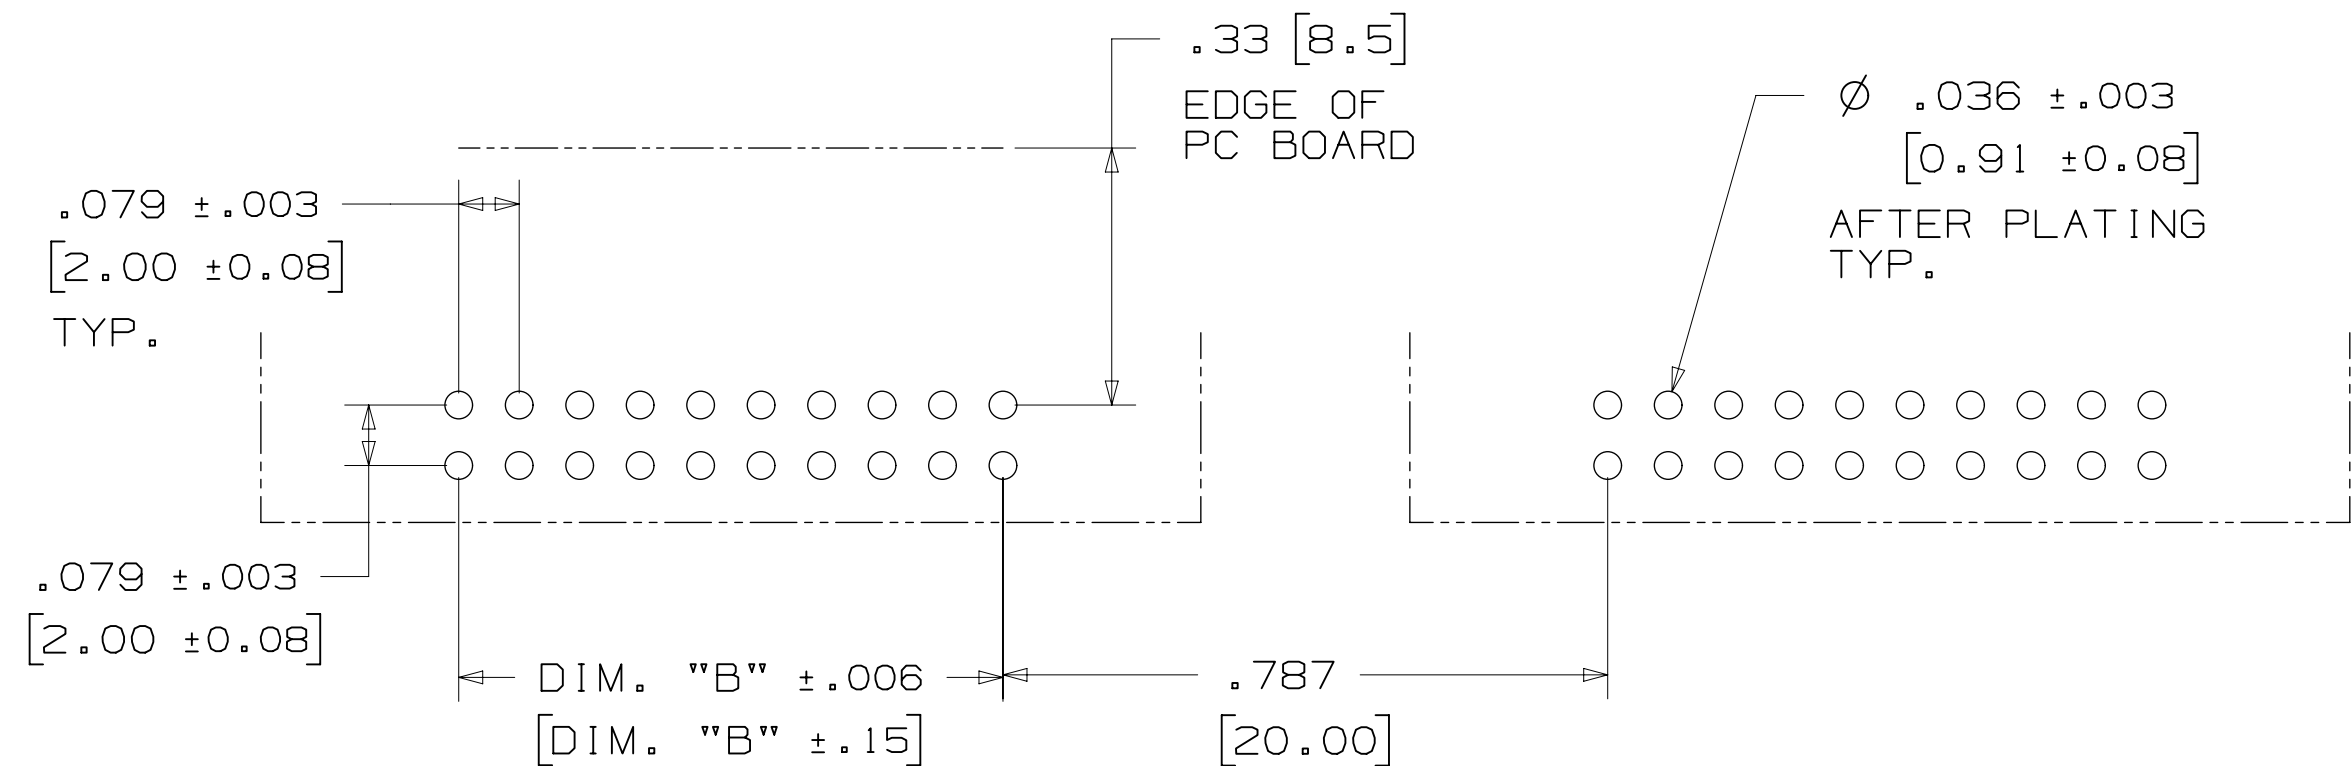 .33 [8.5]
EDGE OF
PC BOARD
Ø .036 ±.003
[0.91 ±0.08]
AFTER PLATING
TYP.
.079 ±.003
[2.00 ±0.08]
TYP.
.079 ±.003
[2.00 ±0.08]
DIM. "B" ±.006
[DIM. "B" ±.15]
.787
[20.00]